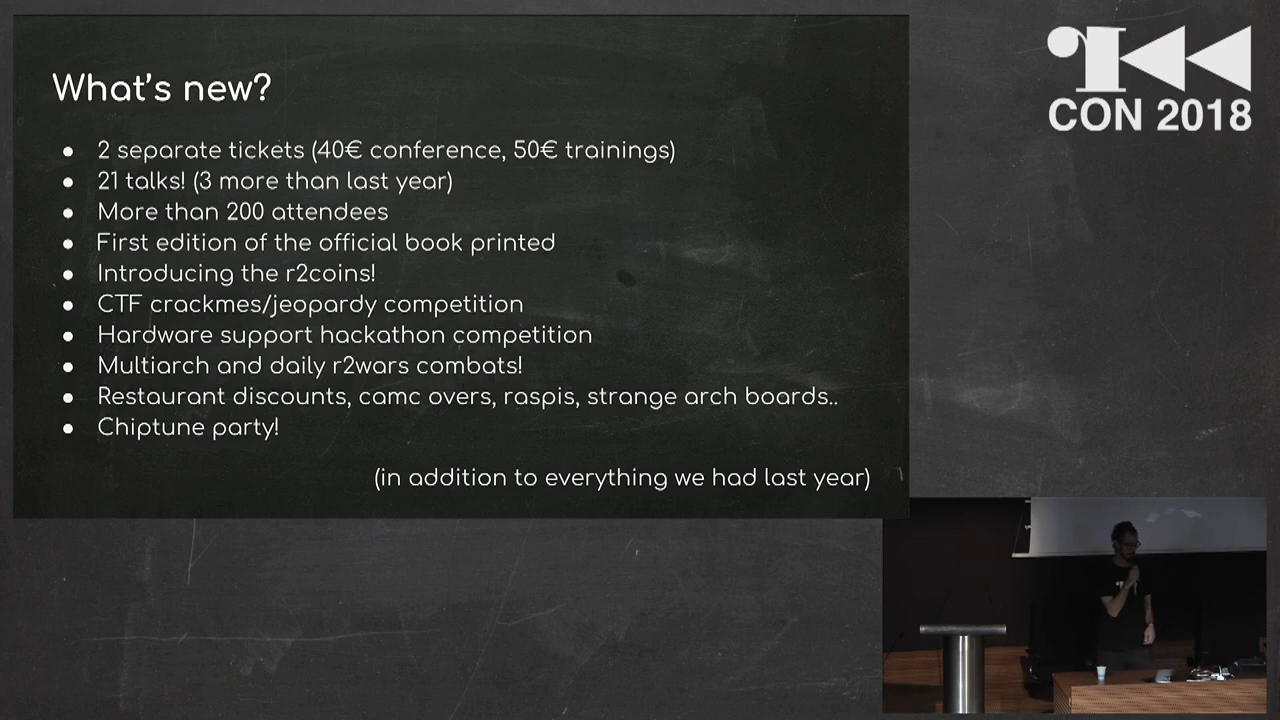 What's new?
● 2 separate tickets (40€ conference, 50€ trainings)
● 21 talks! (3 more than last year)
● More than 200 attendees
● First edition of the official book printed
● Introducing the r2coins!
● CTF crackmes/jeopardy competition
● Hardware support hackathon competition
● Multiarch and daily r2wars combats!
● Restaurant discounts, camc overs, raspis, strange arch boards..
● Chiptune party!
(in addition to everything we had last year)
CON 2018